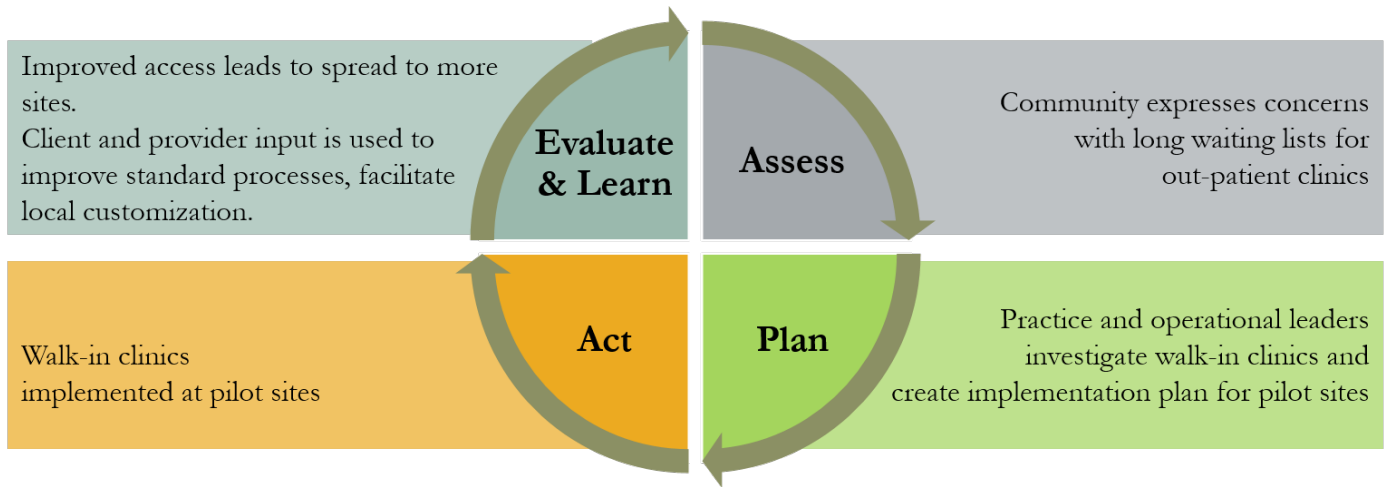 Improved access leads to spread to more
sites.
Client and provider input is used to
improve standard processes, facilitate
local customization.
Evaluate
& Learn
Assess
Community expresses concerns
with long waiting lists for
out-patient clinics
Walk-in clinics
implemented at pilot sites
Act
Plan
Practice and operational leaders
investigate walk-in clinics and
create implementation plan for pilot sites